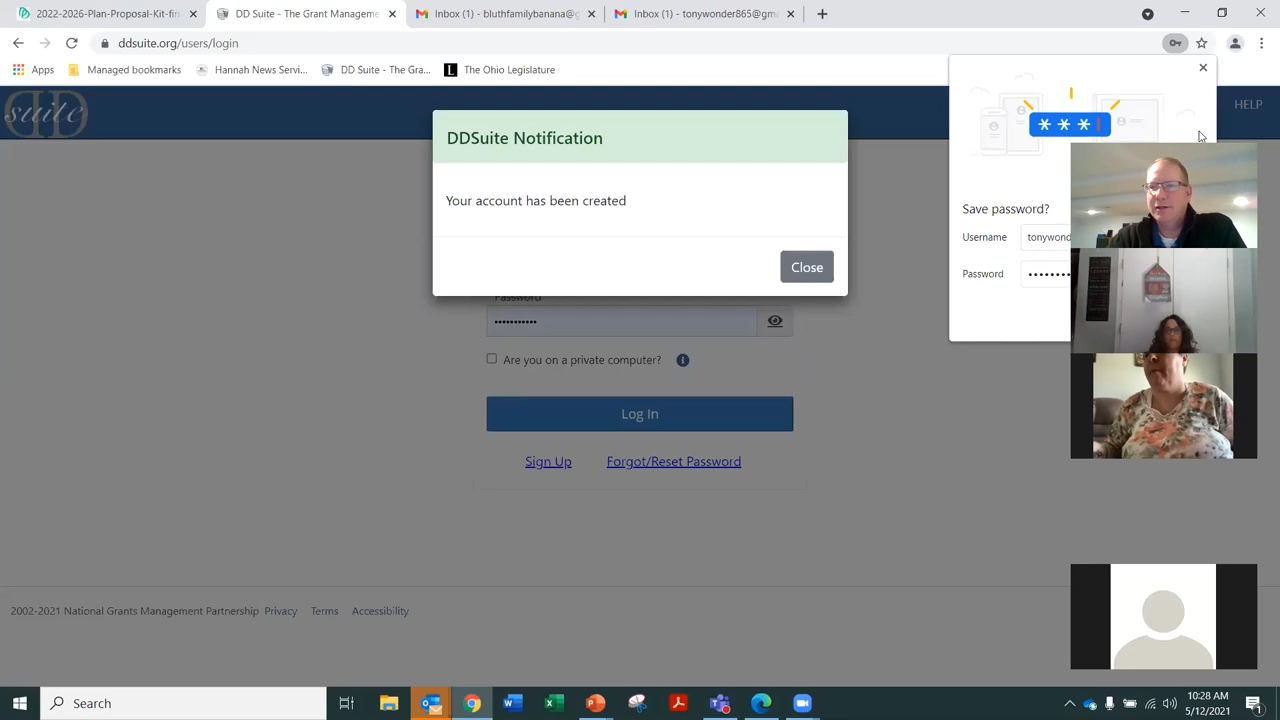 2022-2026-Plan-Proposal-Kit-fin
DD Suite - The Grant Manageme
Inbox (1) - bluthfamilybanana@g
Inbox (1) - tonywonder865@gm
ddsuite.org/users/login
Apps
Managed bookmarks
Hannah News Servi...
DD Suite - The Gra...
The Ohio Legislature
DD suite
HELP
DDSuite Notification
Your account has been created
Close
Save password?
Username
tonywond
Password
•••••••
Password
•••••••••••
Are you on a private computer?
Log In
Sign Up
Forgot/Reset Password
2002-2021 National Grants Management Partnership Privacy Terms Accessibility
Search
10:28 AM
5/12/2021